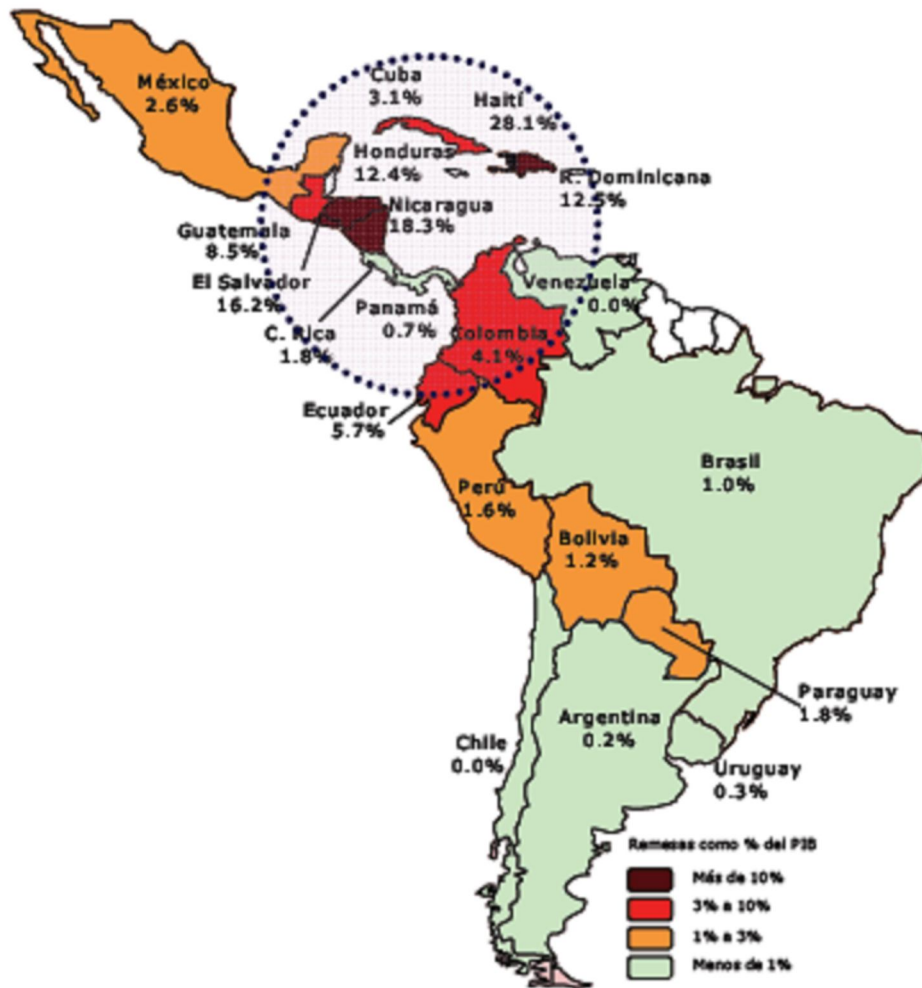 México
2.6%
Cuba
3.1%
Haití
28.1%
Honduras
12.4%
R. Dominicana
12.5%
Nicaragua
18.3%
Guatemala
8.5%
El Salvador
16.2%
C. Rica
1.8%
Panamá
0.7%
Venezuela
0.0%
Colombia
4.1%
Ecuador
5.7%
Brasil
1.0%
Perú
1.6%
Bolivia
1.2%
Paraguay
1.8%
Argentina
0.2%
Chile
0.0%
Uruguay
0.3%
Remesas como % del PIB
Más de 10%
3% a 10%
1% a 3%
Menos de 1%